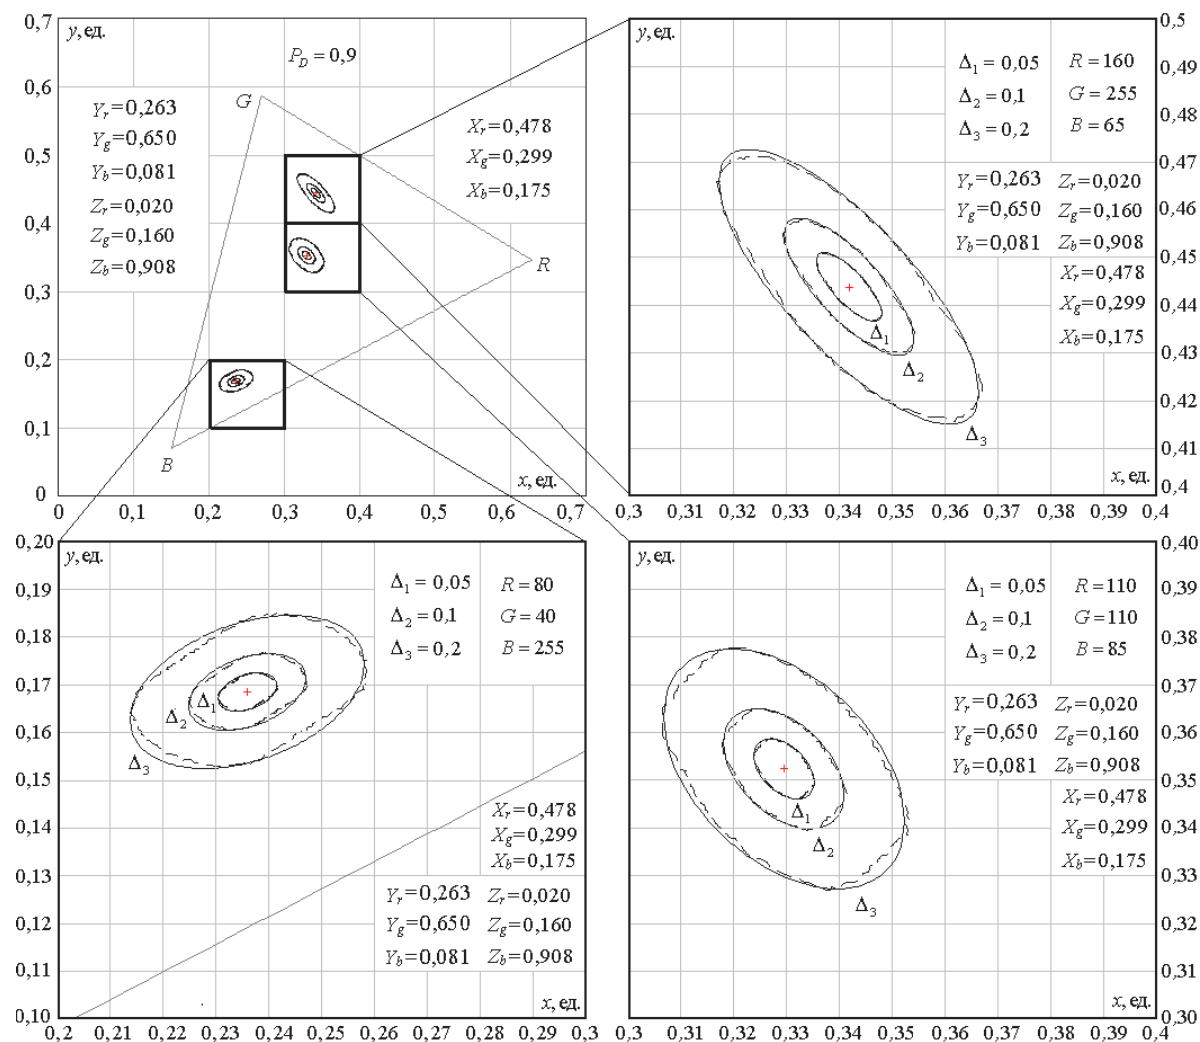 0,7
y, ед.
P_D = 0,9
0,6
G
Y_r=0,263
Y_g=0,650
Y_b=0,081
Z_r=0,020
Z_g=0,160
Z_b=0,908
X_r=0,478
X_g=0,299
X_b=0,175
0,5
0,4
0,3
0,2
0,1
0
R
B
x, ед.
0 0,1 0,2 0,3 0,4 0,5 0,6 0,7
y, ед.
Δ_1 = 0,05 R=160
Δ_2 = 0,1 G=255
Δ_3 = 0,2 B=65
Y_r=0,263 Z_r=0,020
Y_g=0,650 Z_g=0,160
Y_b=0,081 Z_b=0,908
X_r=0,478
X_g=0,299
X_b=0,175
Δ_1
Δ_2
Δ_3
x, ед.
0,5
0,49
0,48
0,47
0,46
0,45
0,44
0,43
0,42
0,41
0,4
0,3 0,31 0,32 0,33 0,34 0,35 0,36 0,37 0,38 0,39 0,4
0,20
0,19
0,18
0,17
0,16
0,15
0,14
0,13
0,12
0,11
0,10
y, ед.
Δ_1 = 0,05 R=80
Δ_2 = 0,1 G=40
Δ_3 = 0,2 B=255
Δ_1
Δ_2
Δ_3
X_r=0,478
X_g=0,299
X_b=0,175
Y_r=0,263 Z_r=0,020
Y_g=0,650 Z_g=0,160
Y_b=0,081 Z_b=0,908
x, ед.
0,2 0,21 0,22 0,23 0,24 0,25 0,26 0,27 0,28 0,29 0,3
y, ед.
Δ_1 = 0,05 R=110
Δ_2 = 0,1 G=110
Δ_3 = 0,2 B=85
Y_r=0,263 Z_r=0,020
Y_g=0,650 Z_g=0,160
Y_b=0,081 Z_b=0,908
X_r=0,478
X_g=0,299
X_b=0,175
Δ_1
Δ_2
Δ_3
x, ед.
0,40
0,39
0,38
0,37
0,36
0,35
0,34
0,33
0,32
0,31
0,30
0,3 0,31 0,32 0,33 0,34 0,35 0,36 0,37 0,38 0,39 0,4